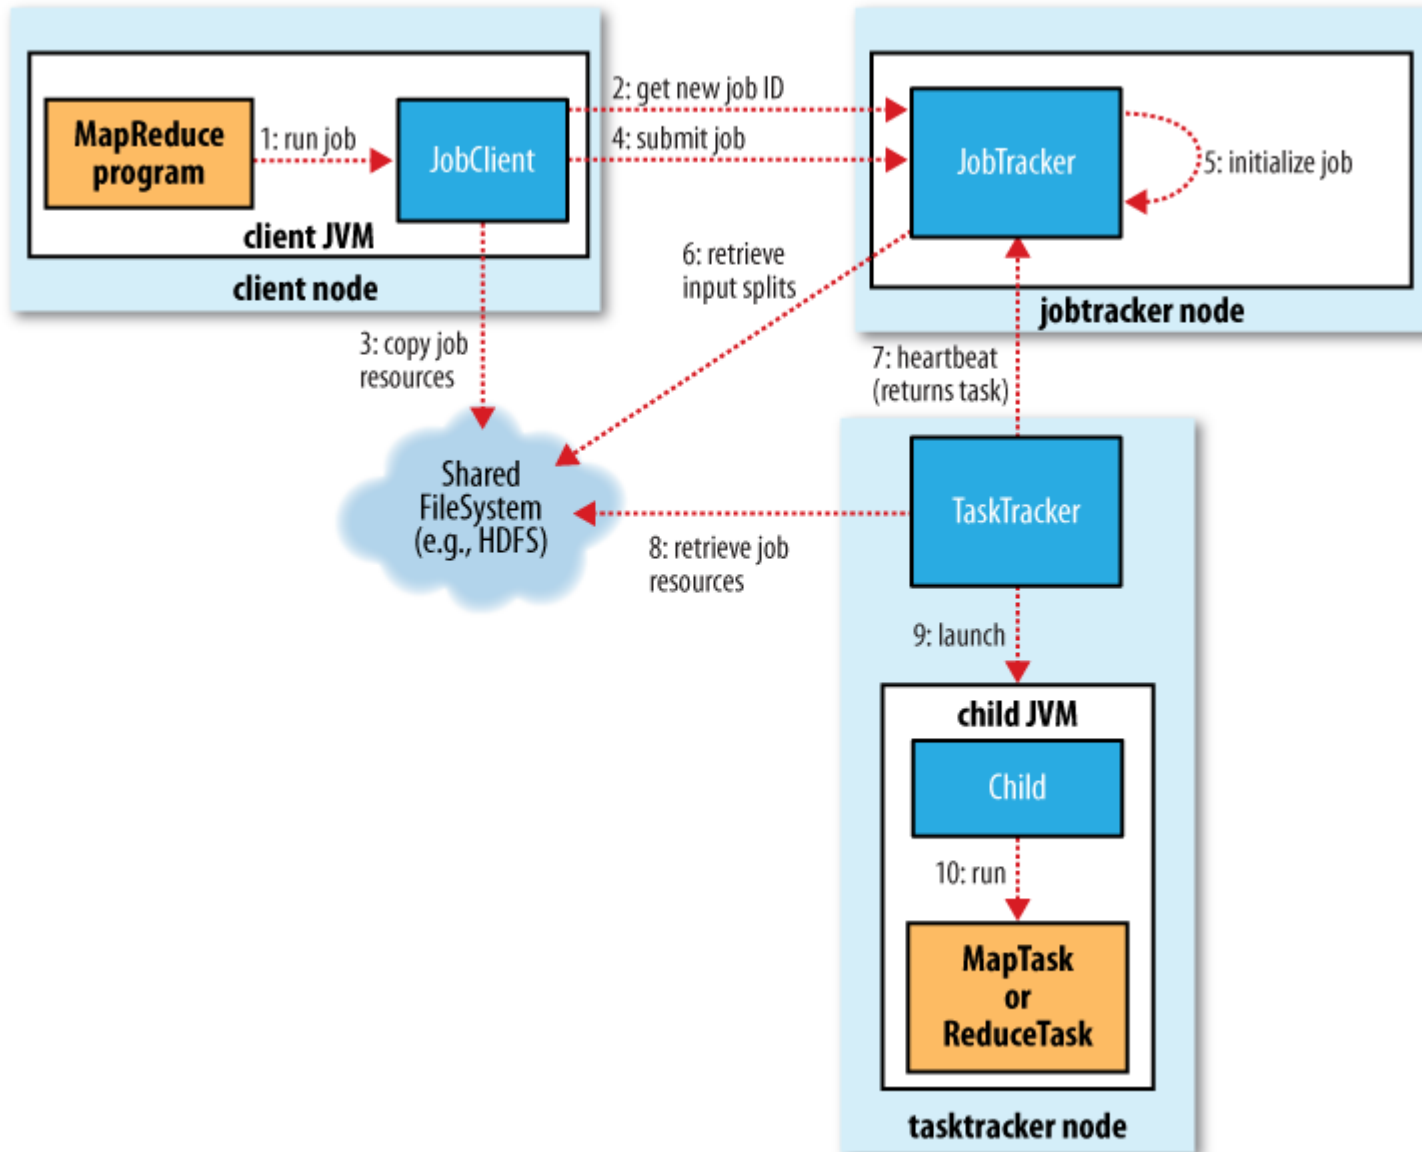 MapReduce
program
1: run job
JobClient
client JVM
client node
2: get new job ID
4: submit job
JobTracker
5: initialize job
jobtracker node
3: copy job
resources
6: retrieve
input splits
7: heartbeat
(returns task)
Shared
FileSystem
(e.g., HDFS)
8: retrieve job
resources
TaskTracker
9: launch
child JVM
Child
10: run
MapTask
or
ReduceTask
tasktracker node